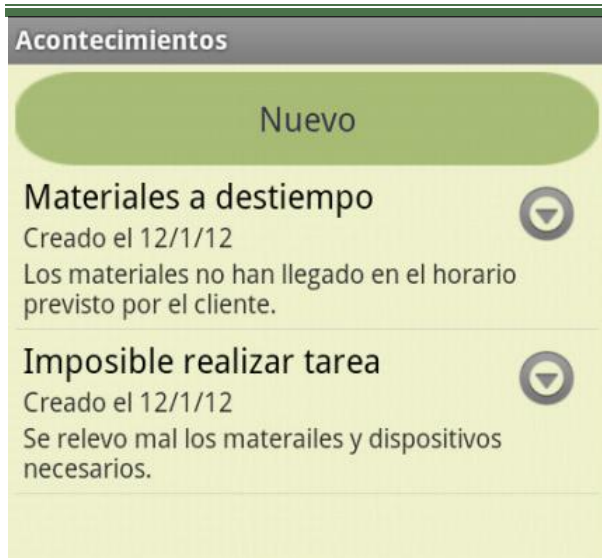 Acontecimientos
Nuevo
Materiales a destiempo
Creado el 12/1/12
Los materiales no han llegado en el horario
previsto por el cliente.
Imposible realizar tarea
Creado el 12/1/12
Se relevo mal los materailes y dispositivos
necesarios.